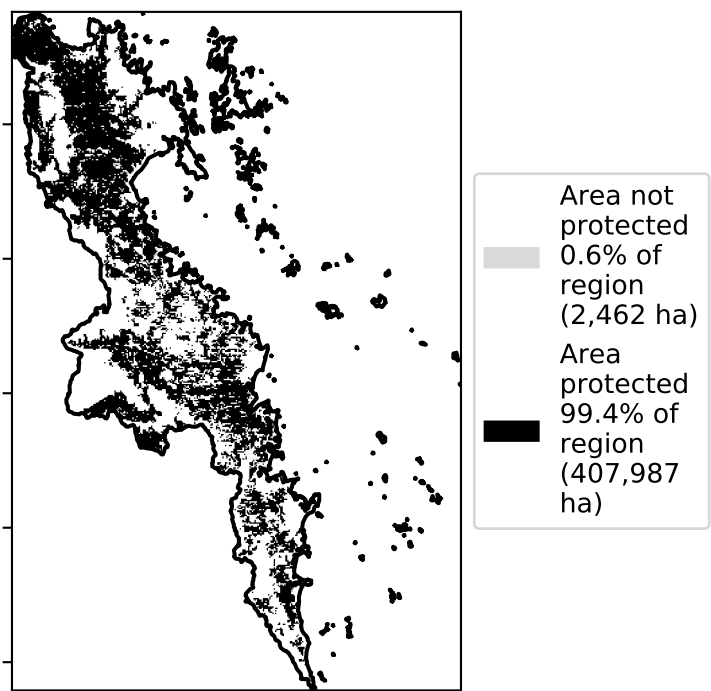 Area not
protected
0.6% of
region
(2,462 ha)
Area
protected
99.4% of
region
(407,987
ha)